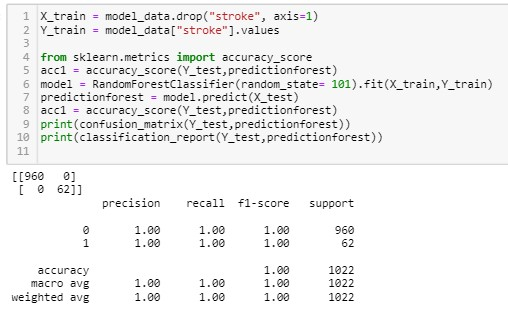 1 X_train = model_data.drop("stroke", axis=1)
2 Y_train = model_data["stroke"].values
3
4 from sklearn.metrics import accuracy_score
5 acc1 = accuracy_score(Y_test,predictionforest)
6 model = RandomForestClassifier(random_state= 101).fit(X_train,Y_train)
7 predictionforest = model.predict(X_test)
8 acc1 = accuracy_score(Y_test,predictionforest)
9 print(confusion_matrix(Y_test,predictionforest))
10 print(classification_report(Y_test,predictionforest))
11
[[960 0]
[ 0 62]]
precision recall f1-score support
0 1.00 1.00 1.00 960
1 1.00 1.00 1.00 62
accuracy 1.00 1022
macro avg 1.00 1.00 1.00 1022
weighted avg 1.00 1.00 1.00 1022